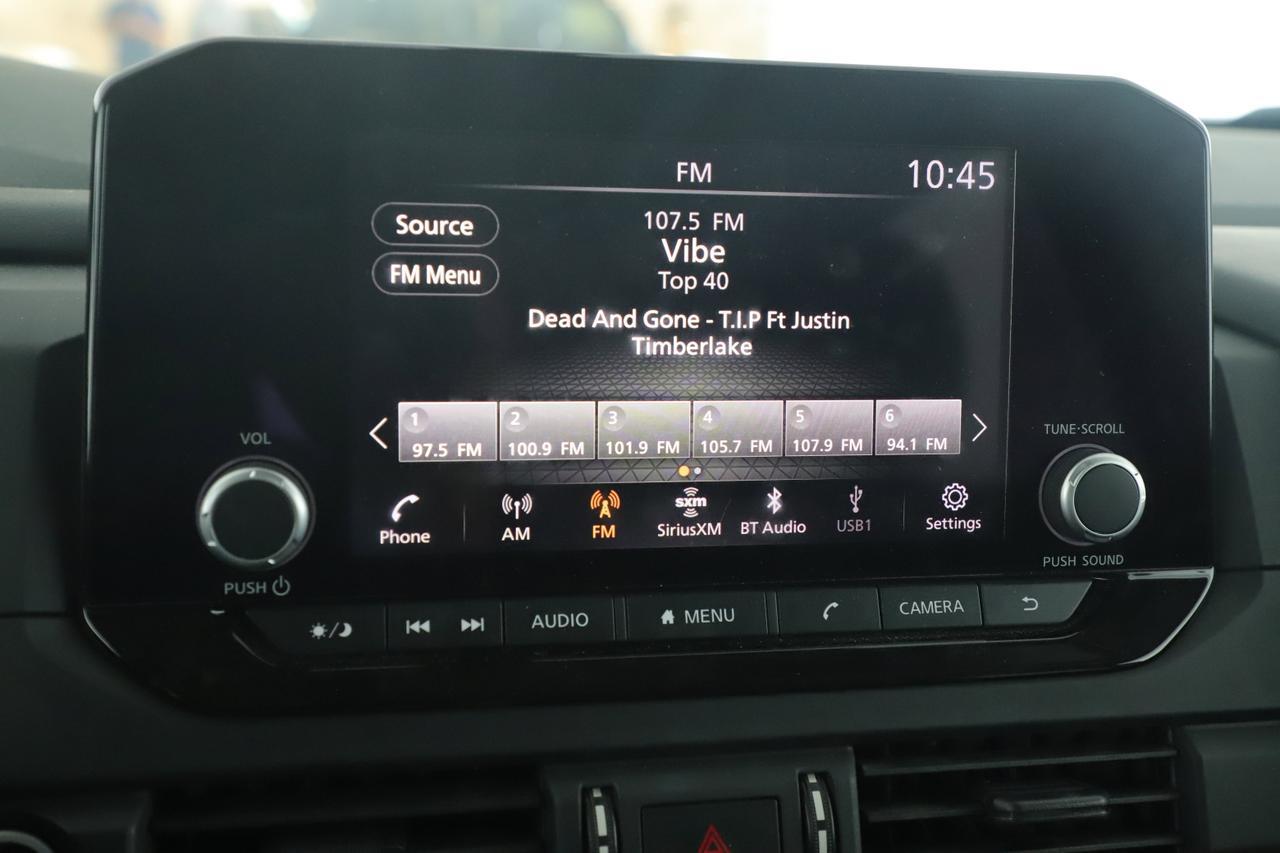 FM
10:45
Source
FM Menu
107.5 FM
Vibe
Top 40
Dead And Gone - T.I.P Ft Justin
Timberlake
1
97.5 FM
2
100.9 FM
3
101.9 FM
4
105.7 FM
5
107.9 FM
6
94.1 FM
Phone
AM
FM
sxm
SiriusXM
BT Audio
USB1
Settings
VOL
PUSH
TUNE·SCROLL
PUSH SOUND
AUDIO
MENU
CAMERA